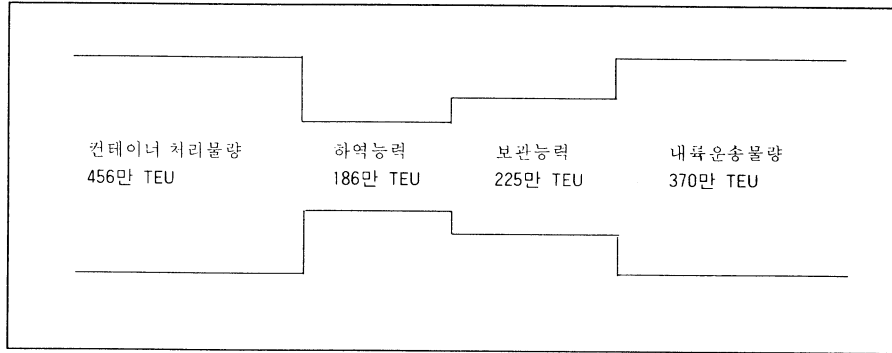 컨테이너 처리물량
456만 TEU
하역능력
186만 TEU
보관능력
225만 TEU
내륙운송물량
370만 TEU